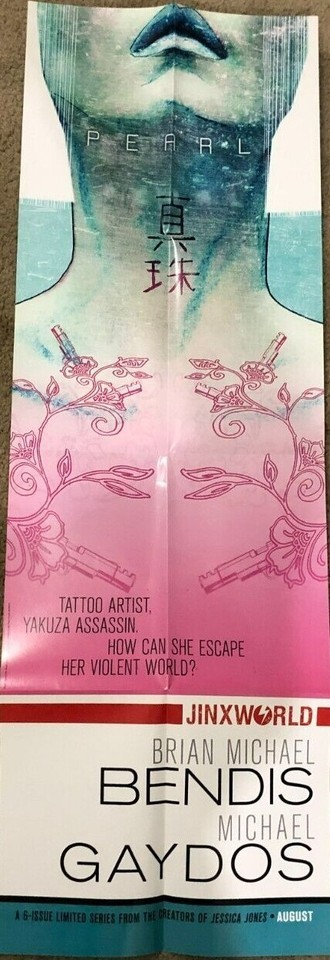 PEARL
真
珠
TATTOO ARTIST,
YAKUZA ASSASSIN.
HOW CAN SHE ESCAPE
HER VIOLENT WORLD?
JINXWORLD
BRIAN MICHAEL
BENDIS
MICHAEL
GAYDOS
A 6-ISSUE LIMITED SERIES FROM THE CREATORS OF JESSICA JONES • AUGUST